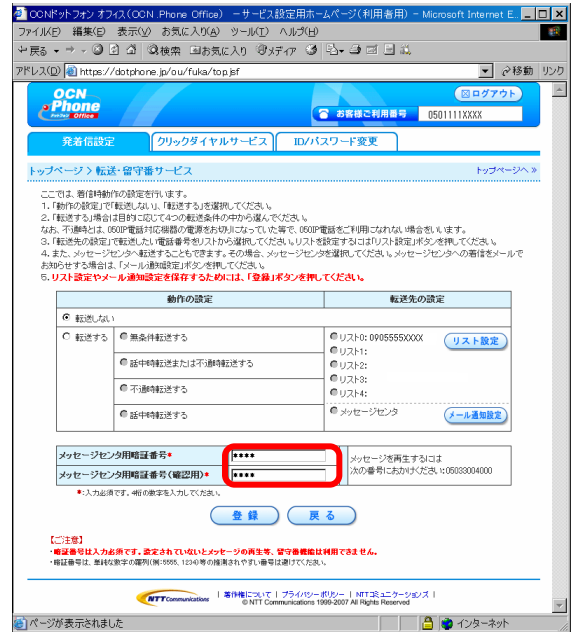 OCNドットフォン オフィス(OCN .Phone Office) －サービス設定用ホームページ(利用者用) - Microsoft Internet E...
ファイル(F) 編集(E) 表示(V) お気に入り(A) ツール(T) ヘルプ(H)
戻る 検索 お気に入り メディア
アドレス(D) https://dotphone.jp/ou/fuka/top.jsf 移動 リンク
OCN
.Phone
Office
ログアウト
お客様ご利用番号 0501111XXXX
発着信設定 クリックダイヤルサービス ID/パスワード変更
トップページ > 転送・留守番サービス トップページへ »
ここでは、着信時動作の設定を行います。
1.「動作の設定」で「転送しない」、「転送する」を選択してください。
2.「転送する」場合は目的に応じて4つの転送条件の中から選んでください。
なお、不通時とは、050IP電話対応機器の電源をお切りになっていた等で、050IP電話をご利用になれない場合をいいます。
3.「転送先の設定」で転送したい電話番号をリストから選択してください。リストを設定するには「リスト設定」ボタンを押してください。
4.また、メッセージセンタへ転送することもできます。その場合、メッセージセンタを選択してください。メッセージセンタへの着信をメールで
お知らせする場合は、「メール通知設定」ボタンを押してください。
5.リスト設定やメール通知設定を保存するためには、「登録」ボタンを押してください。
動作の設定 転送先の設定
転送しない
転送する 無条件転送する
話中時転送または不通時転送する
不通時転送する
話中時転送する
リスト0: 0905555XXXX リスト設定
リスト1:
リスト2:
リスト3:
リスト4:
メッセージセンタ メール通知設定
メッセージセンタ用暗証番号* ****
メッセージセンタ用暗証番号(確認用)* ****
メッセージを再生するには
次の番号におかけください:05033004000
*:入力必須です。4桁の数字を入力してください。
登 録 戻 る
【ご注意】
・暗証番号は入力必須です。設定されていないとメッセージの再生等、留守番機能は利用できません。
・暗証番号は、単純な数字の羅列(例:5555, 1234)等の推測されやすい番号は避けてください。
NTT Communications
| 著作権について | プライバシーポリシー | NTTコミュニケーションズ |
© NTT Communications 1999-2007 All Rights Reserved
ページが表示されました インターネット